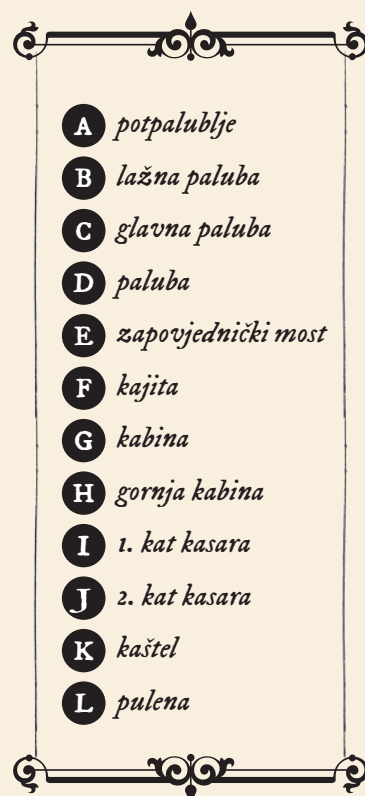 A potpalublje
B lažna paluba
C glavna paluba
D paluba
E zapovjednički most
F kajita
G kabina
H gornja kabina
I 1. kat kasara
J 2. kat kasara
K kaštel
L pulena